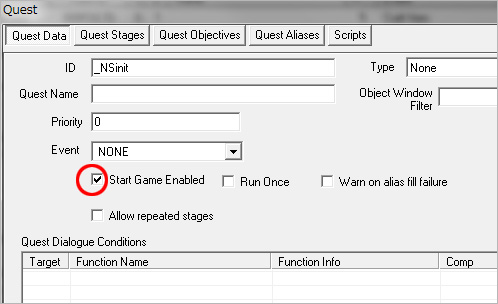 Quest
Quest Data Quest Stages Quest Objectives Quest Aliases Scripts
ID _NSinit Type None
Quest Name Object Window Filter
Priority 0
Event NONE
Start Game Enabled Run Once Warn on alias fill failure
Allow repeated stages
Quest Dialogue Conditions
Target Function Name Function Info Comp